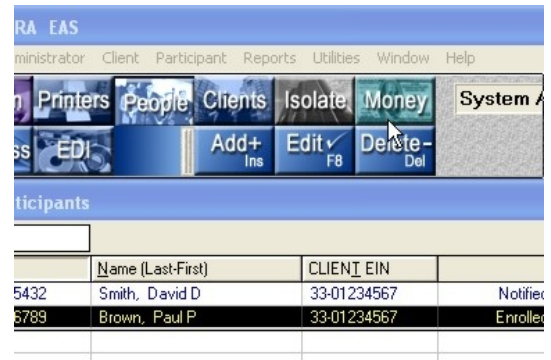 RA EAS
ministrator Client Participant Reports Utilities Window Help
n Printers People Clients Isolate Money System A
ss EDI Add+ Ins Edit✓ F8 Delete- Del
ticipants
Name (Last-First) CLIENT EIN
5432 Smith, David D 33-01234567 Notified
6789 Brown, Paul P 33-01234567 Enrolled